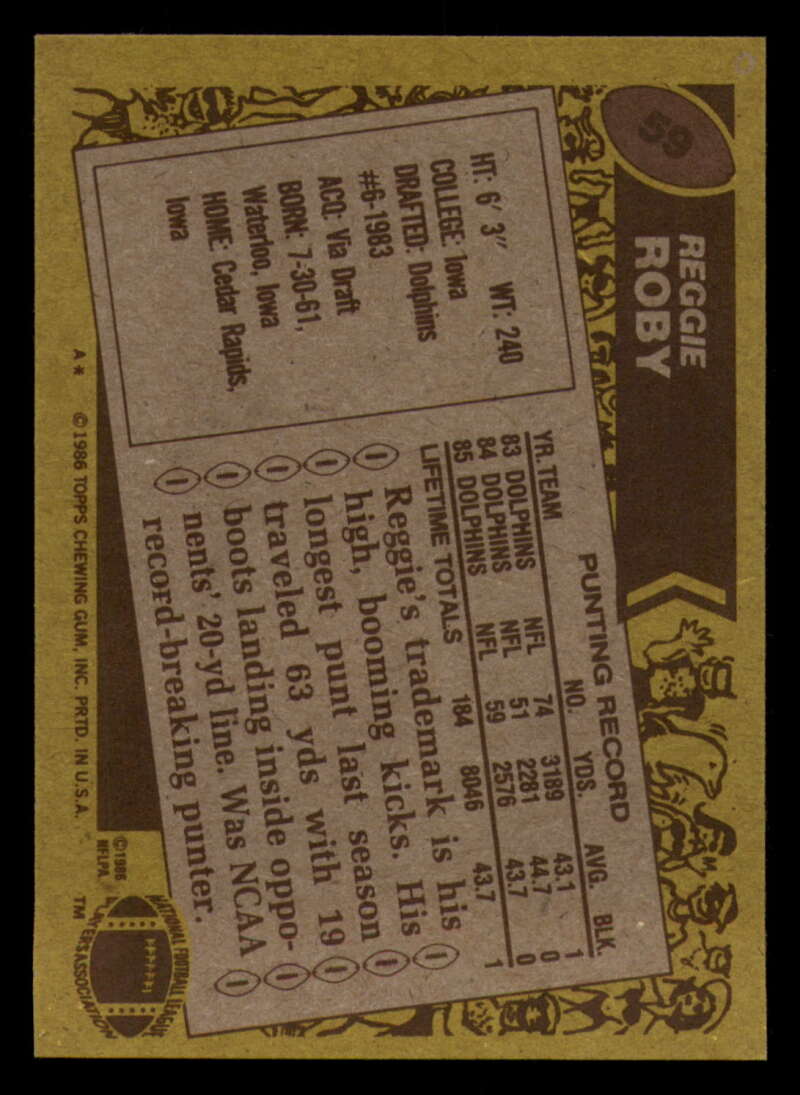 59
REGGIE
ROBY
HT: 6' 3" WT: 240
COLLEGE: Iowa
DRAFTED: Dolphins
#6-1983
ACQ: Via Draft
BORN: 7-30-61,
Waterloo, Iowa
HOME: Cedar Rapids,
Iowa
PUNTING RECORD
YR. TEAM NO. YDS. AVG. BLK.
83 DOLPHINS NFL 74 3189 43.1 1
84 DOLPHINS NFL 51 2281 44.7 0
85 DOLPHINS NFL 59 2576 43.7 0
LIFETIME TOTALS 184 8046 43.7 1
Reggie's trademark is his
high, booming kicks. His
longest punt last season
traveled 63 yds with 19
boots landing inside oppo-
nents' 20-yd line. Was NCAA
record-breaking punter.
A* ©1986 TOPPS CHEWING GUM, INC. PRTD. IN U.S.A.
©1986
NFLPA
NATIONAL FOOTBALL LEAGUE
PLAYERS ASSOCIATION
TM